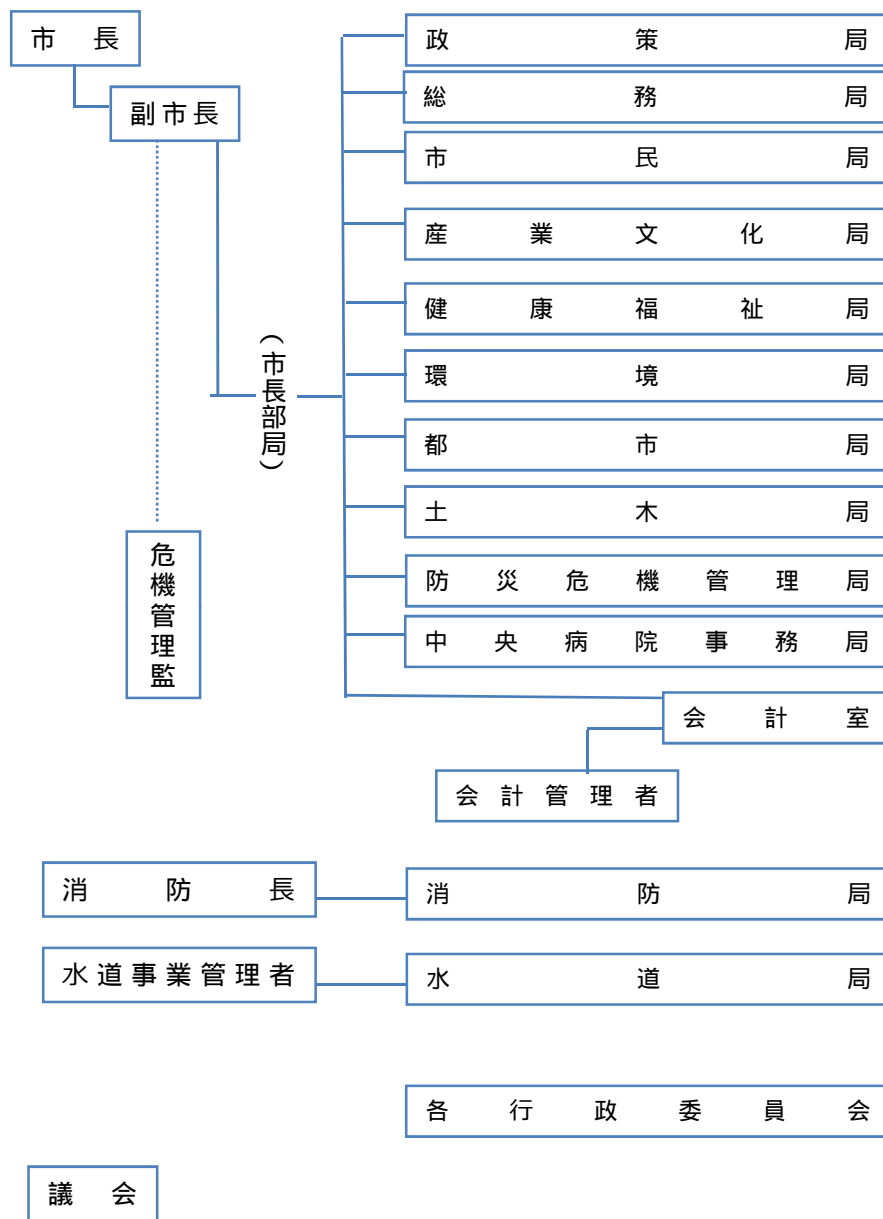 市長
副市長
(市長部局)
危機管理監
政策局
総務局
市民局
産業文化局
健康福祉局
環境局
都市局
土木局
防災危機管理局
中央病院事務局
会計室
会計管理者
消防長
消防局
水道事業管理者
水道局
各行政委員会
議会